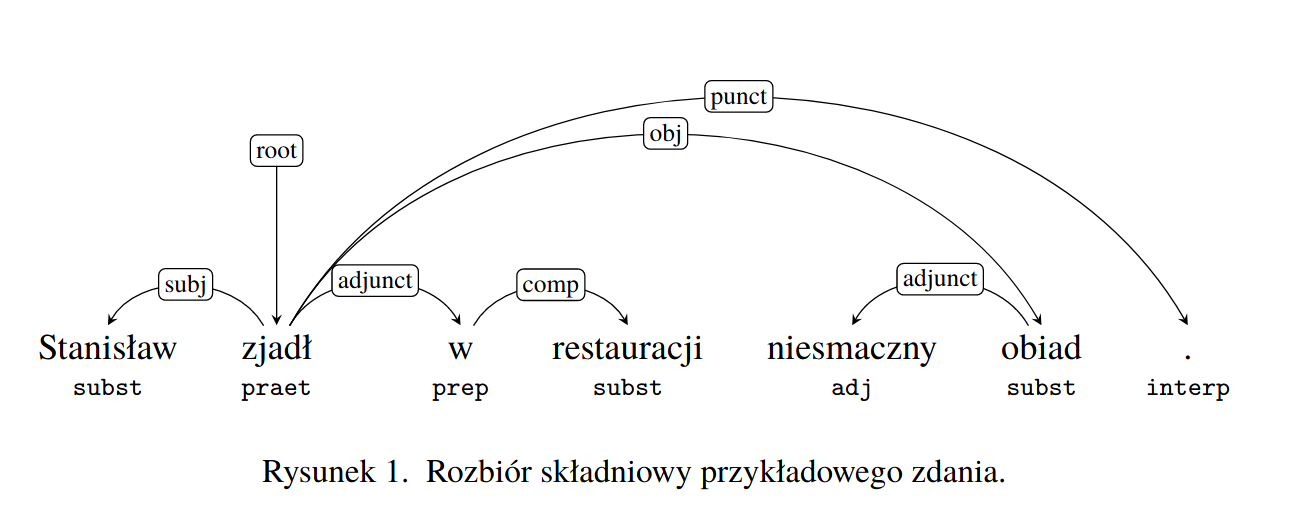 punct
obj
root
subj adjunct comp adjunct
Stanisław zjadł w restauracji niesmaczny obiad .
subst praet prep subst adj subst interp
Rysunek 1. Rozbiór składniowy przykładowego zdania.